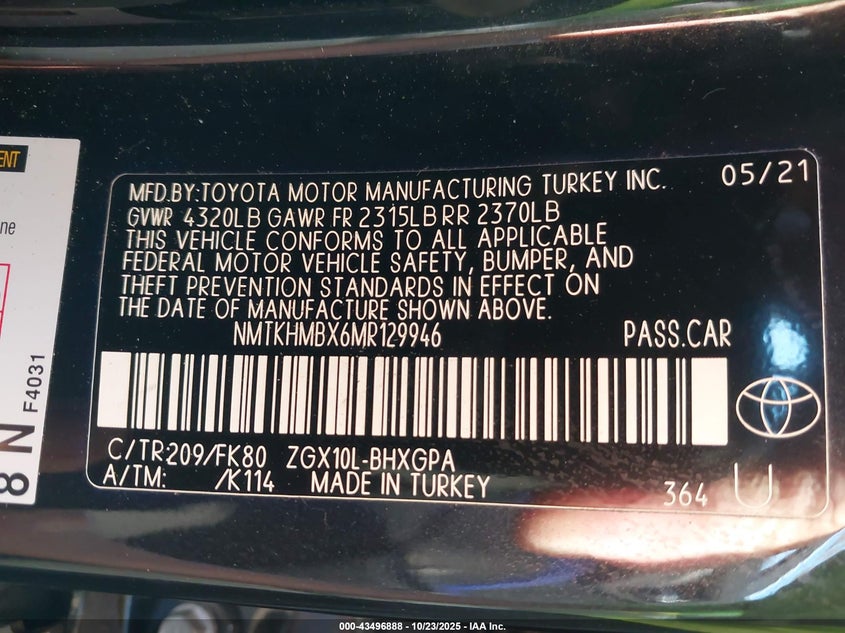 MFD.BY:TOYOTA MOTOR MANUFACTURING TURKEY INC. 05/21
GVWR 4320LB GAWR FR 2315LB RR 2370LB
THIS VEHICLE CONFORMS TO ALL APPLICABLE
FEDERAL MOTOR VEHICLE SAFETY, BUMPER, AND
THEFT PREVENTION STANDARDS IN EFFECT ON
THE DATE OF MANUFACTURE SHOWN ABOVE.
NMTKHMBX6MR129946 PASS.CAR
C/TR:209/FK80 ZGX10L-BHXGPA
A/TM: /K114 MADE IN TURKEY
364 U
F4031
8 N
000-43496888 - 10/23/2025 - IAA Inc.